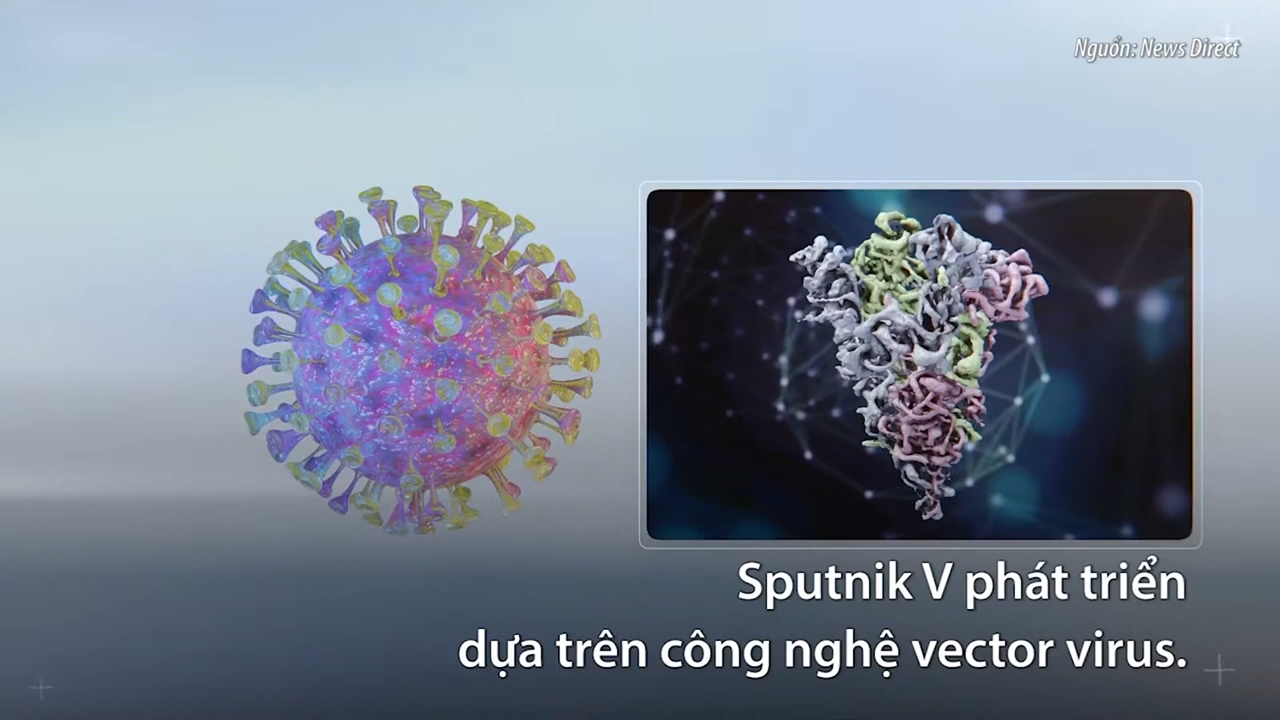 Nguồn: News Direct
Sputnik V phát triển
dựa trên công nghệ vector virus.